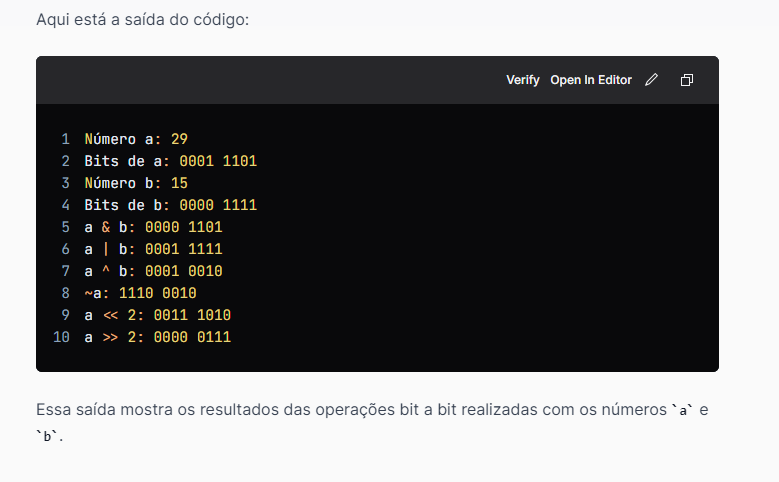 Aqui está a saída do código:
Verify Open In Editor
1 Número a: 29
2 Bits de a: 0001 1101
3 Número b: 15
4 Bits de b: 0000 1111
5 a & b: 0000 1101
6 a | b: 0001 1111
7 a ^ b: 0001 0010
8 ~a: 1110 0010
9 a << 2: 0011 1010
10 a >> 2: 0000 0111
Essa saída mostra os resultados das operações bit a bit realizadas com os números `a` e
`b`.